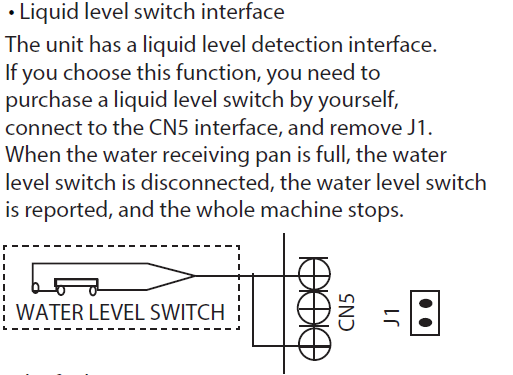 • Liquid level switch interface
The unit has a liquid level detection interface.
If you choose this function, you need to
purchase a liquid level switch by yourself,
connect to the CN5 interface, and remove J1.
When the water receiving pan is full, the water
level switch is disconnected, the water level switch
is reported, and the whole machine stops.
WATER LEVEL SWITCH
CN5
J1